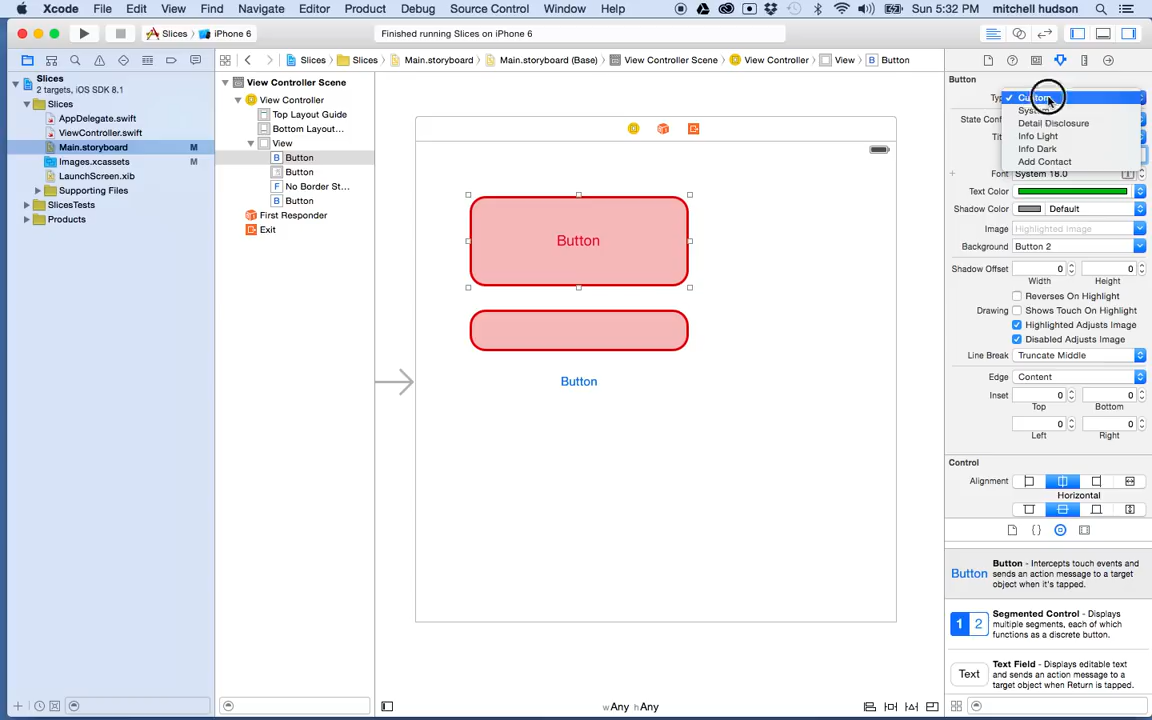 Xcode File Edit View Find Navigate Editor Product Debug Source Control Window Help Sun 5:32 PM mitchell hudson
Slices iPhone 6 Finished running Slices on iPhone 6
Slices Slices Main.storyboard Main.storyboard (Base) View Controller Scene View Controller View B Button
Slices
2 targets, iOS SDK 8.1
Slices
AppDelegate.swift
ViewController.swift
Main.storyboard M
Images.xcassets M
LaunchScreen.xib
Supporting Files
SlicesTests
Products
View Controller Scene
View Controller
Top Layout Guide
Bottom Layout...
View
B Button
Button
F No Border St...
B Button
First Responder
Exit
Button
Button
Button
Custom
Detail Disclosure
Info Light
Info Dark
Add Contact
State Conf
Font System 18.0
Text Color
Shadow Color Default
Image Highlighted Image
Background Button 2
Shadow Offset 0 0
Width Height
Reverses On Highlight
Drawing Shows Touch On Highlight
Highlighted Adjusts Image
Disabled Adjusts Image
Line Break Truncate Middle
Edge Content
Inset 0 0
Top Bottom
0 0
Left Right
Control
Alignment
Horizontal
Button Button - Intercepts touch events and
sends an action message to a target
object when it's tapped.
1 2 Segmented Control - Displays
multiple segments, each of which
functions as a discrete button.
Text Text Field - Displays editable text
and sends an action message to a
target object when Return is tapped.
wAny hAny